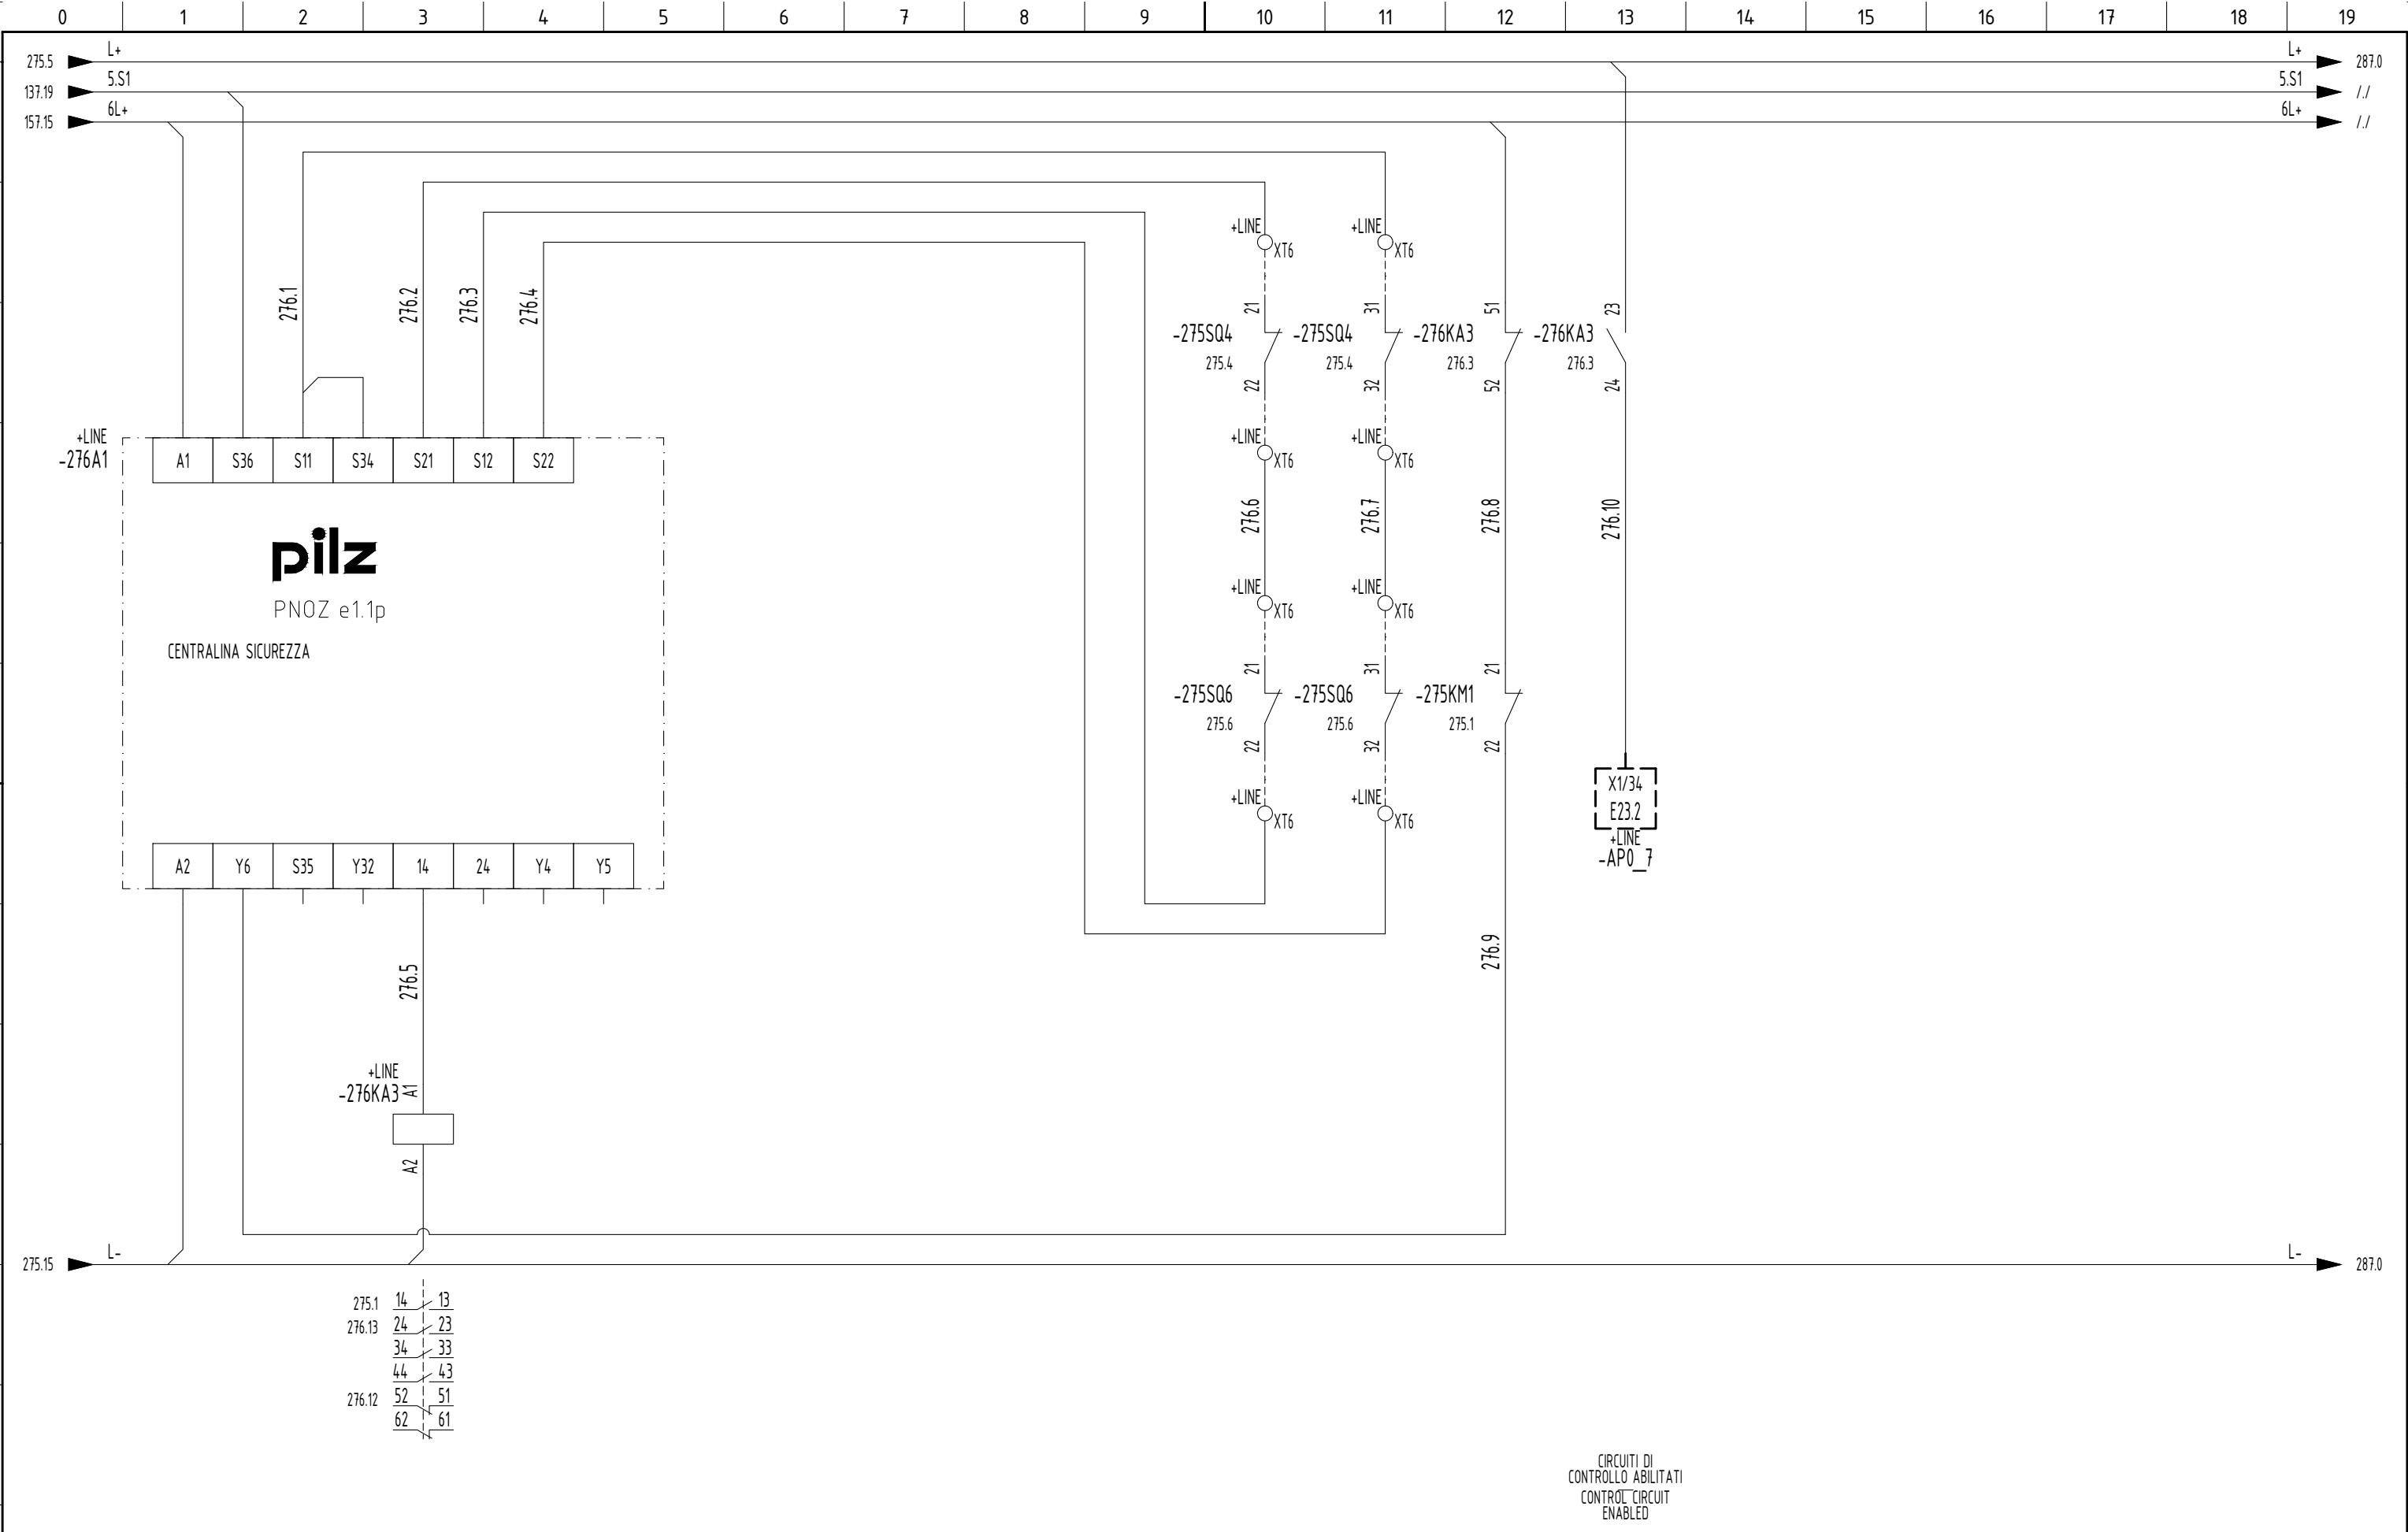 0 1 2 3 4 5 6 7 8 9 10 11 12 13 14 15 16 17 18 19
275.5 L+ L+ 287.0
137.19 5.S1 5.S1 /./
157.15 6L+ 6L+ /./
+LINE +LINE
XT6 XT6
276.1 276.2 276.3 276.4
21 31 51 23
-275SQ4 -275SQ4 -276KA3 -276KA3
275.4 275.4 276.3 276.3
22 32 52 24
+LINE
-276A1
A1 S36 S11 S34 S21 S12 S22
+LINE +LINE
XT6 XT6
276.6 276.7 276.8 276.10
pilz
PNOZ e1.1p
CENTRALINA SICUREZZA
+LINE +LINE
XT6 XT6
21 31 21
-275SQ6 -275SQ6 -275KM1
275.6 275.6 275.1
22 32 22
+LINE +LINE
XT6 XT6
X1/34
E23.2
+LINE
-AP0_7
A2 Y6 S35 Y32 14 24 Y4 Y5
276.5 276.9
+LINE
-276KA3 A1
A2
275.15 L- L- 287.0
275.1 14 13
276.13 24 23
34 33
44 43
276.12 52 51
62 61
CIRCUITI DI
CONTROLLO ABILITATI
CONTROL CIRCUIT
ENABLED